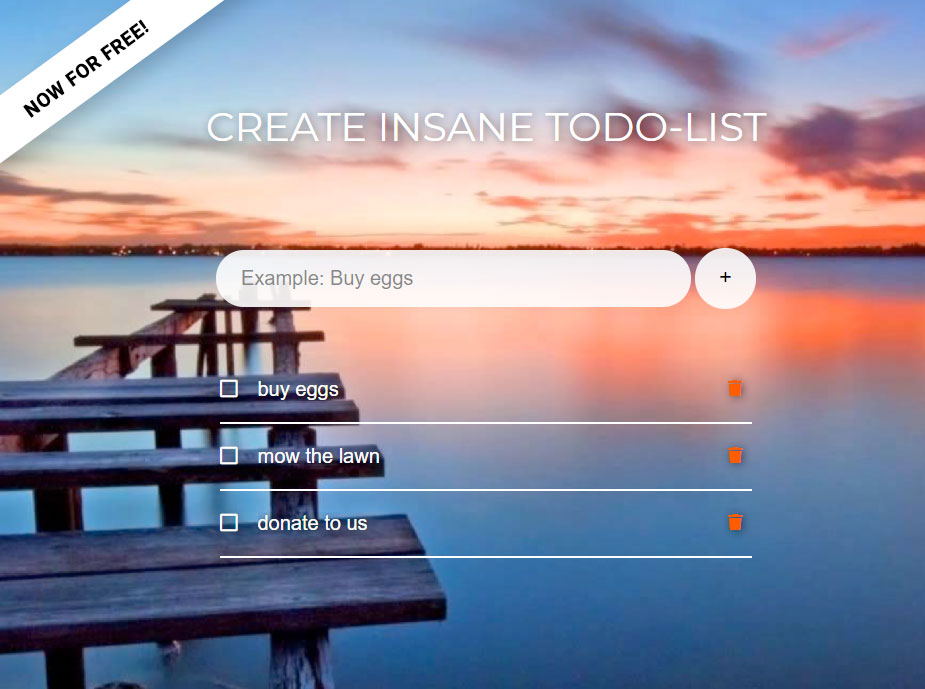 NOW FOR FREE!
CREATE INSANE TODO-LIST
Example: Buy eggs
+
buy eggs
mow the lawn
donate to us